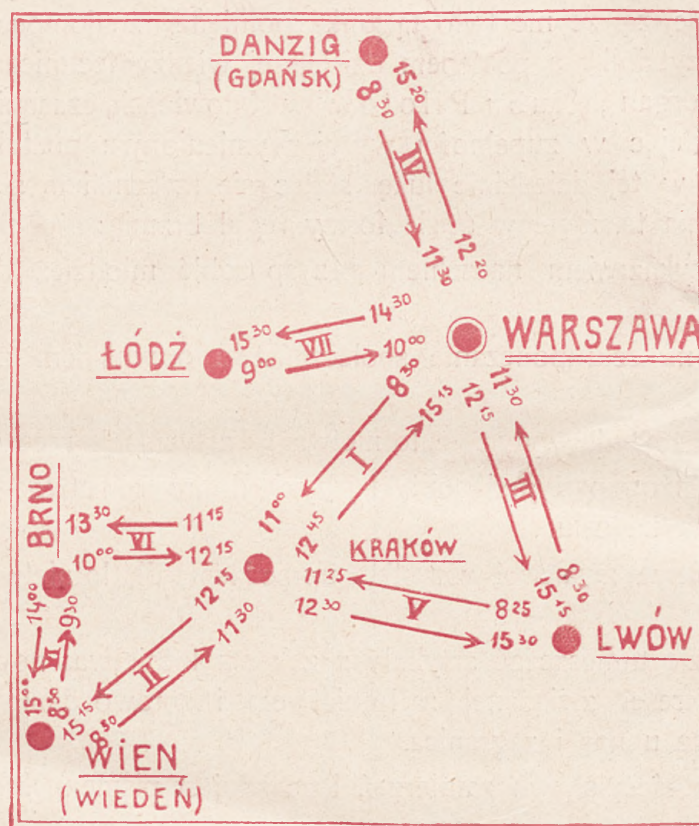 DANZIG
(GDAŃSK)
15 20
8 30
IV
11 30
12 20
14 30
15 30
VII
ŁÓDŹ
9 00
10 00
WARSZAWA
8 30
15 15
12 15
11 30
I
III
11 00
12 45
BRNO
13 30
11 15
VI
10 00
12 15
KRAKÓW
11 25
8 25
V
12 30
15 30
15 15
8 30
LWÓW
12 15
11 30
II
14 00
9 30
VI
15 00
8 30
15 15
8 30
WIEN
(WIEDEŃ)